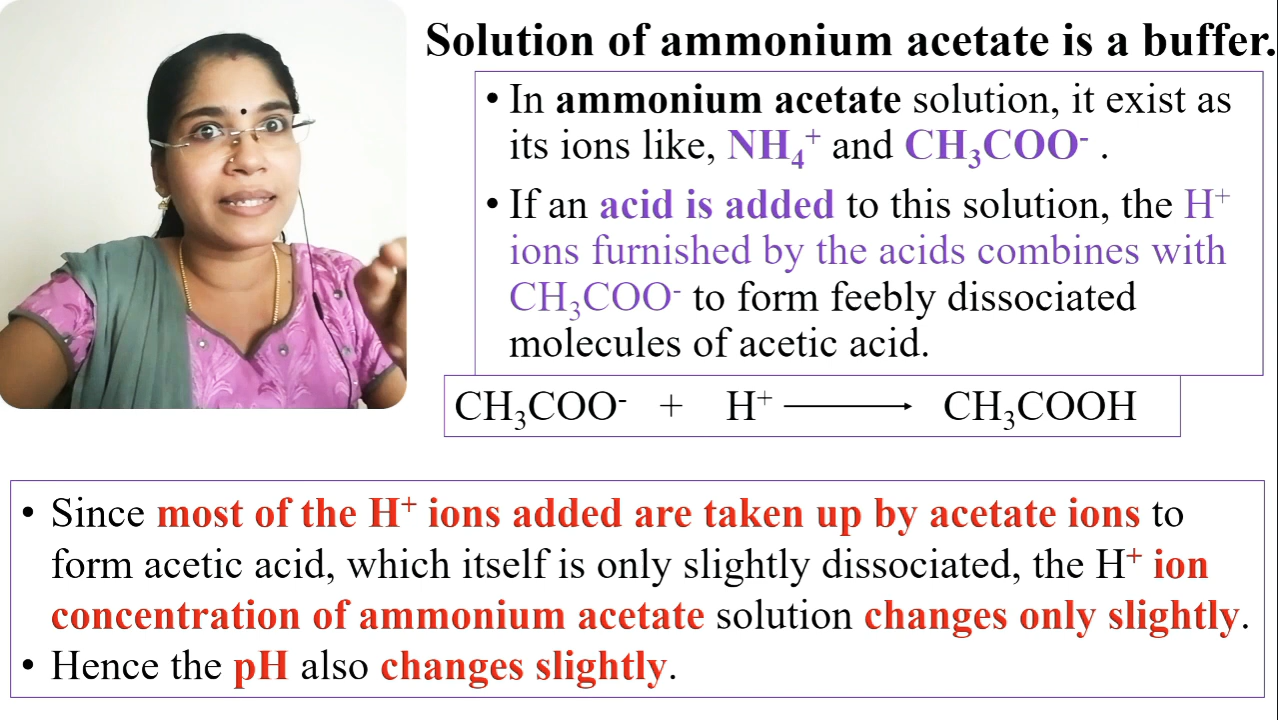 Solution of ammonium acetate is a buffer.
• In ammonium acetate solution, it exist as
its ions like, NH₄⁺ and CH₃COO⁻ .
• If an acid is added to this solution, the H⁺
ions furnished by the acids combines with
CH₃COO⁻ to form feebly dissociated
molecules of acetic acid.
CH₃COO⁻ + H⁺ ⟶ CH₃COOH
• Since most of the H⁺ ions added are taken up by acetate ions to
form acetic acid, which itself is only slightly dissociated, the H⁺ ion
concentration of ammonium acetate solution changes only slightly.
• Hence the pH also changes slightly.